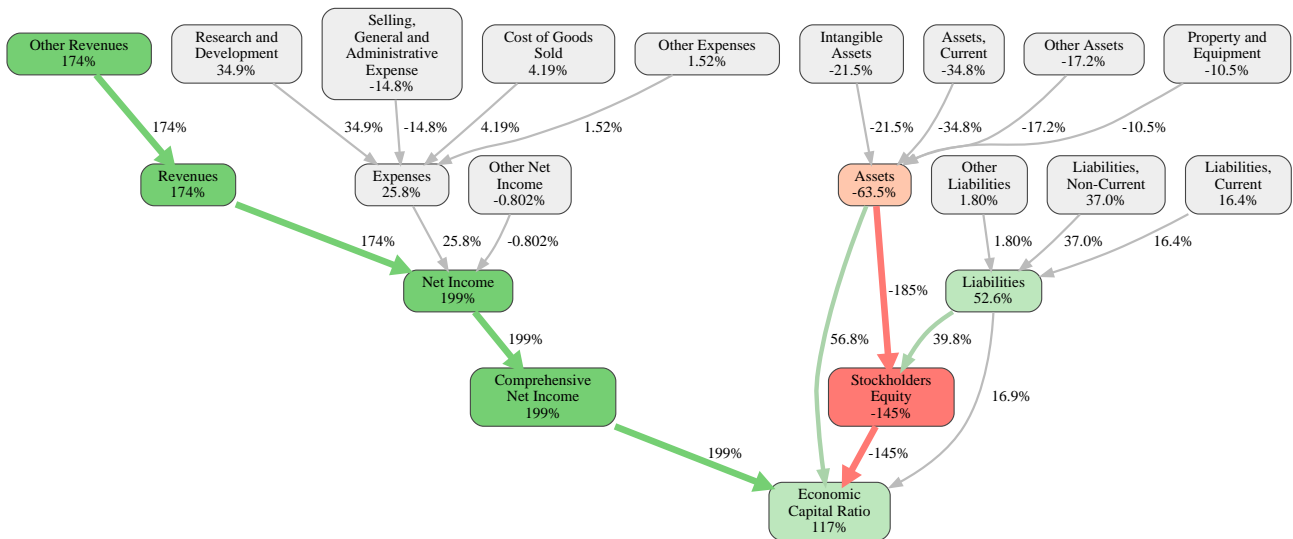 Other Revenues
174%
Research and
Development
34.9%
Selling,
General and
Administrative
Expense
-14.8%
Cost of Goods
Sold
4.19%
Other Expenses
1.52%
Intangible
Assets
-21.5%
Assets,
Current
-34.8%
Other Assets
-17.2%
Property and
Equipment
-10.5%
174%
34.9%
-14.8%
4.19%
1.52%
-21.5%
-34.8%
-17.2%
-10.5%
Revenues
174%
Expenses
25.8%
Other Net
Income
-0.802%
Assets
-63.5%
Other
Liabilities
1.80%
Liabilities,
Non-Current
37.0%
Liabilities,
Current
16.4%
174%
25.8%
-0.802%
1.80%
37.0%
16.4%
Net Income
199%
-185%
Liabilities
52.6%
199%
56.8%
39.8%
Comprehensive
Net Income
199%
Stockholders
Equity
-145%
16.9%
199%
-145%
Economic
Capital Ratio
117%